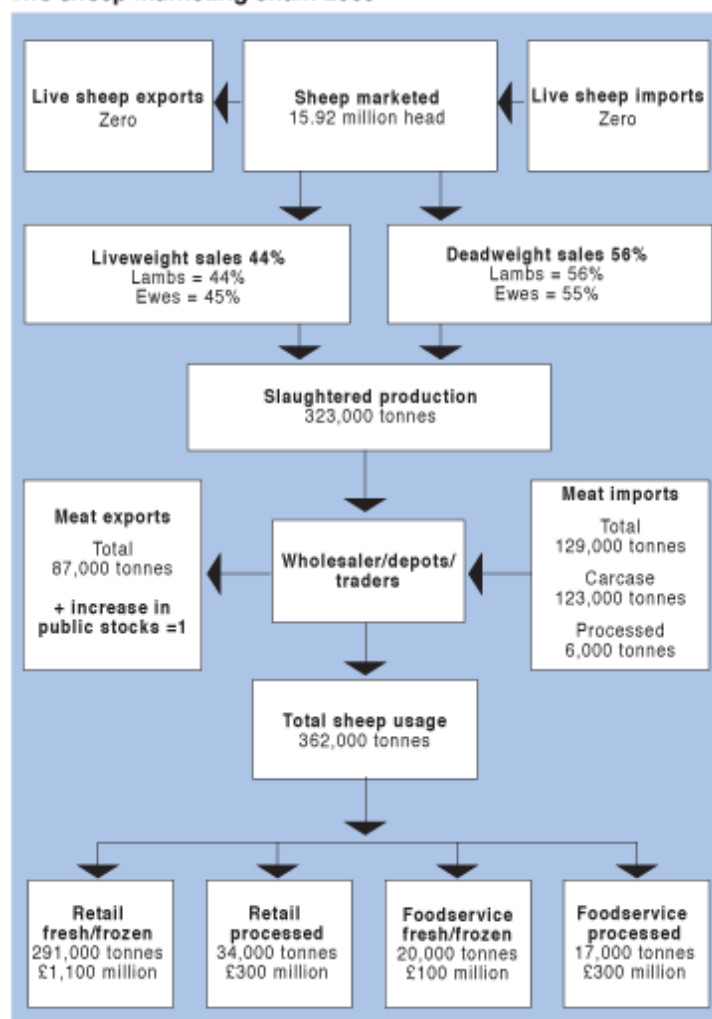 Live sheep exports
Zero
Sheep marketed
15.92 million head
Live sheep imports
Zero
Liveweight sales 44%
Lambs = 44%
Ewes = 45%
Deadweight sales 56%
Lambs = 56%
Ewes = 55%
Slaughtered production
323,000 tonnes
Meat exports
Total
87,000 tonnes
+ increase in
public stocks =1
Wholesaler/depots/
traders
Meat imports
Total
129,000 tonnes
Carcase
123,000 tonnes
Processed
6,000 tonnes
Total sheep usage
362,000 tonnes
Retail
fresh/frozen
291,000 tonnes
£1,100 million
Retail
processed
34,000 tonnes
£300 million
Foodservice
fresh/frozen
20,000 tonnes
£100 million
Foodservice
processed
17,000 tonnes
£300 million